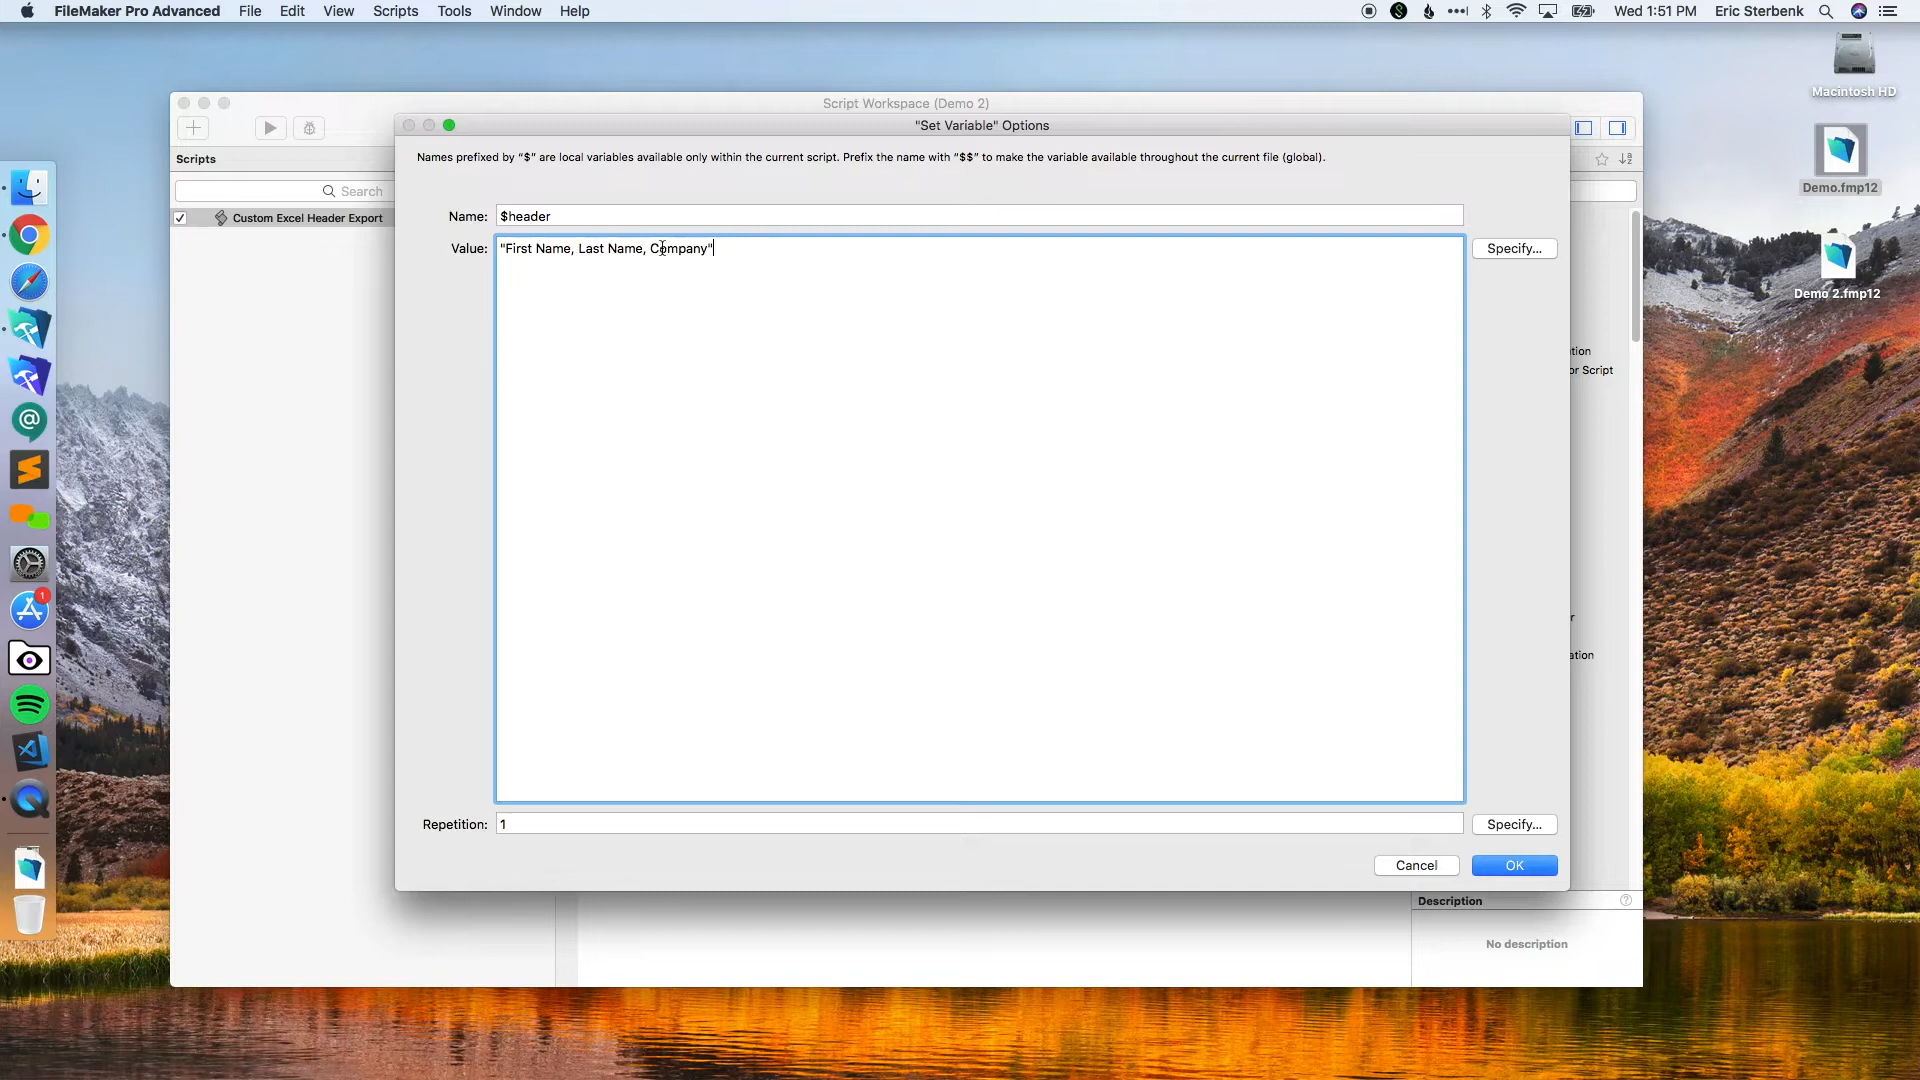 FileMaker Pro Advanced File Edit View Scripts Tools Window Help Wed 1:51 PM Eric Sterbenk
Macintosh HD
Script Workspace (Demo 2)
"Set Variable" Options
Names prefixed by "$" are local variables available only within the current script. Prefix the name with "$$" to make the variable available throughout the current file (global).
Scripts
Search
Custom Excel Header Export
Name: $header
Value: "First Name, Last Name, Company"
Specify...
Demo.fmp12
Demo 2.fmp12
tion
or Script
r
ation
1
Repetition: 1
Specify...
Cancel
OK
Description
No description